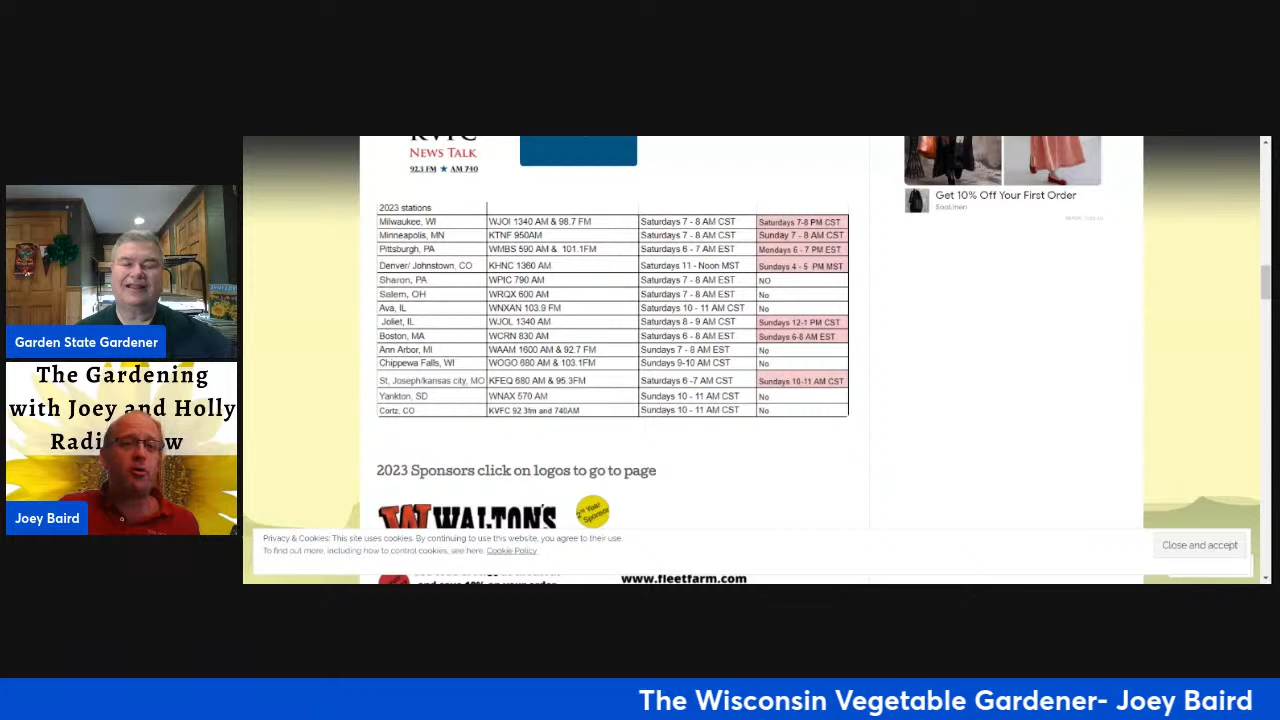 NEWS TALK
92.3 FM ★ AM 740
Get 10% Off Your First Order
2023 stations
Milwaukee, WI WJOI 1340 AM & 98.7 FM Saturdays 7 - 8 AM CST Saturdays 7-8 PM CST
Minneapolis, MN KTNF 950AM Saturdays 7 - 8 AM CST Sunday 7 - 8 AM CST
Pittsburgh, PA WMBS 590 AM & 101.1FM Saturdays 6 - 7 AM EST Mondays 6 - 7 PM EST
Denver/ Johnstown, CO KHNC 1360 AM Saturdays 11 - Noon MST Sundays 4 - 5 PM MST
Sharon, PA WPIC 790 AM Saturdays 7 - 8 AM EST NO
Salem, OH WRQX 600 AM Saturdays 7 - 8 AM EST No
Ava, IL WNXAN 103.9 FM Saturdays 10 - 11 AM CST No
Joliet, IL WJOL 1340 AM Saturdays 8 - 9 AM CST Sundays 12-1 PM CST
Boston, MA WCRN 830 AM Saturdays 6 - 8 AM EST Sundays 6-8 AM EST
Ann Arbor, MI WAAM 1600 AM & 92.7 FM Sundays 7 - 8 AM EST No
Chippewa Falls, WI WOGO 680 AM & 103.1FM Sundays 9-10 AM CST No
St, Joseph/kansas city, MO KFEQ 680 AM & 95.3FM Saturdays 6 -7 AM CST Sundays 10-11 AM CST
Yankton, SD WNAX 570 AM Sundays 10 - 11 AM CST No
Cortz, CO KVFC 92.3fm and 740AM Sundays 10 - 11 AM CST No
2023 Sponsors click on logos to go to page
WALTON'S
2nd Year
Sponsor
Privacy & Cookies: This site uses cookies. By continuing to use this website, you agree to their use.
To find out more, including how to control cookies, see here: Cookie Policy
Close and accept
www.fleetfarm.com
Garden State Gardener
The Gardening
with Joey and Holly
Joey Baird
The Wisconsin Vegetable Gardener- Joey Baird